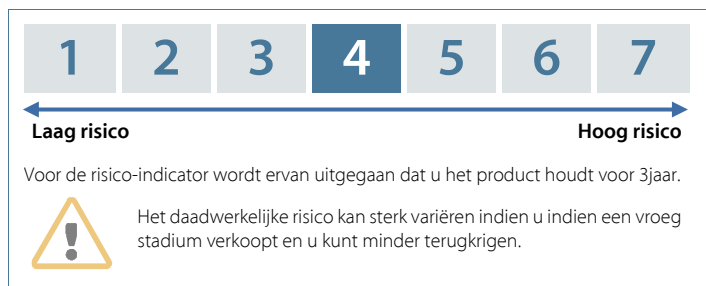 1 2 3 4 5 6 7
Laag risico Hoog risico
Voor de risico-indicator wordt ervan uitgegaan dat u het product houdt voor 3jaar.
Het daadwerkelijke risico kan sterk variëren indien u indien een vroeg
stadium verkoopt en u kunt minder terugkrigen.